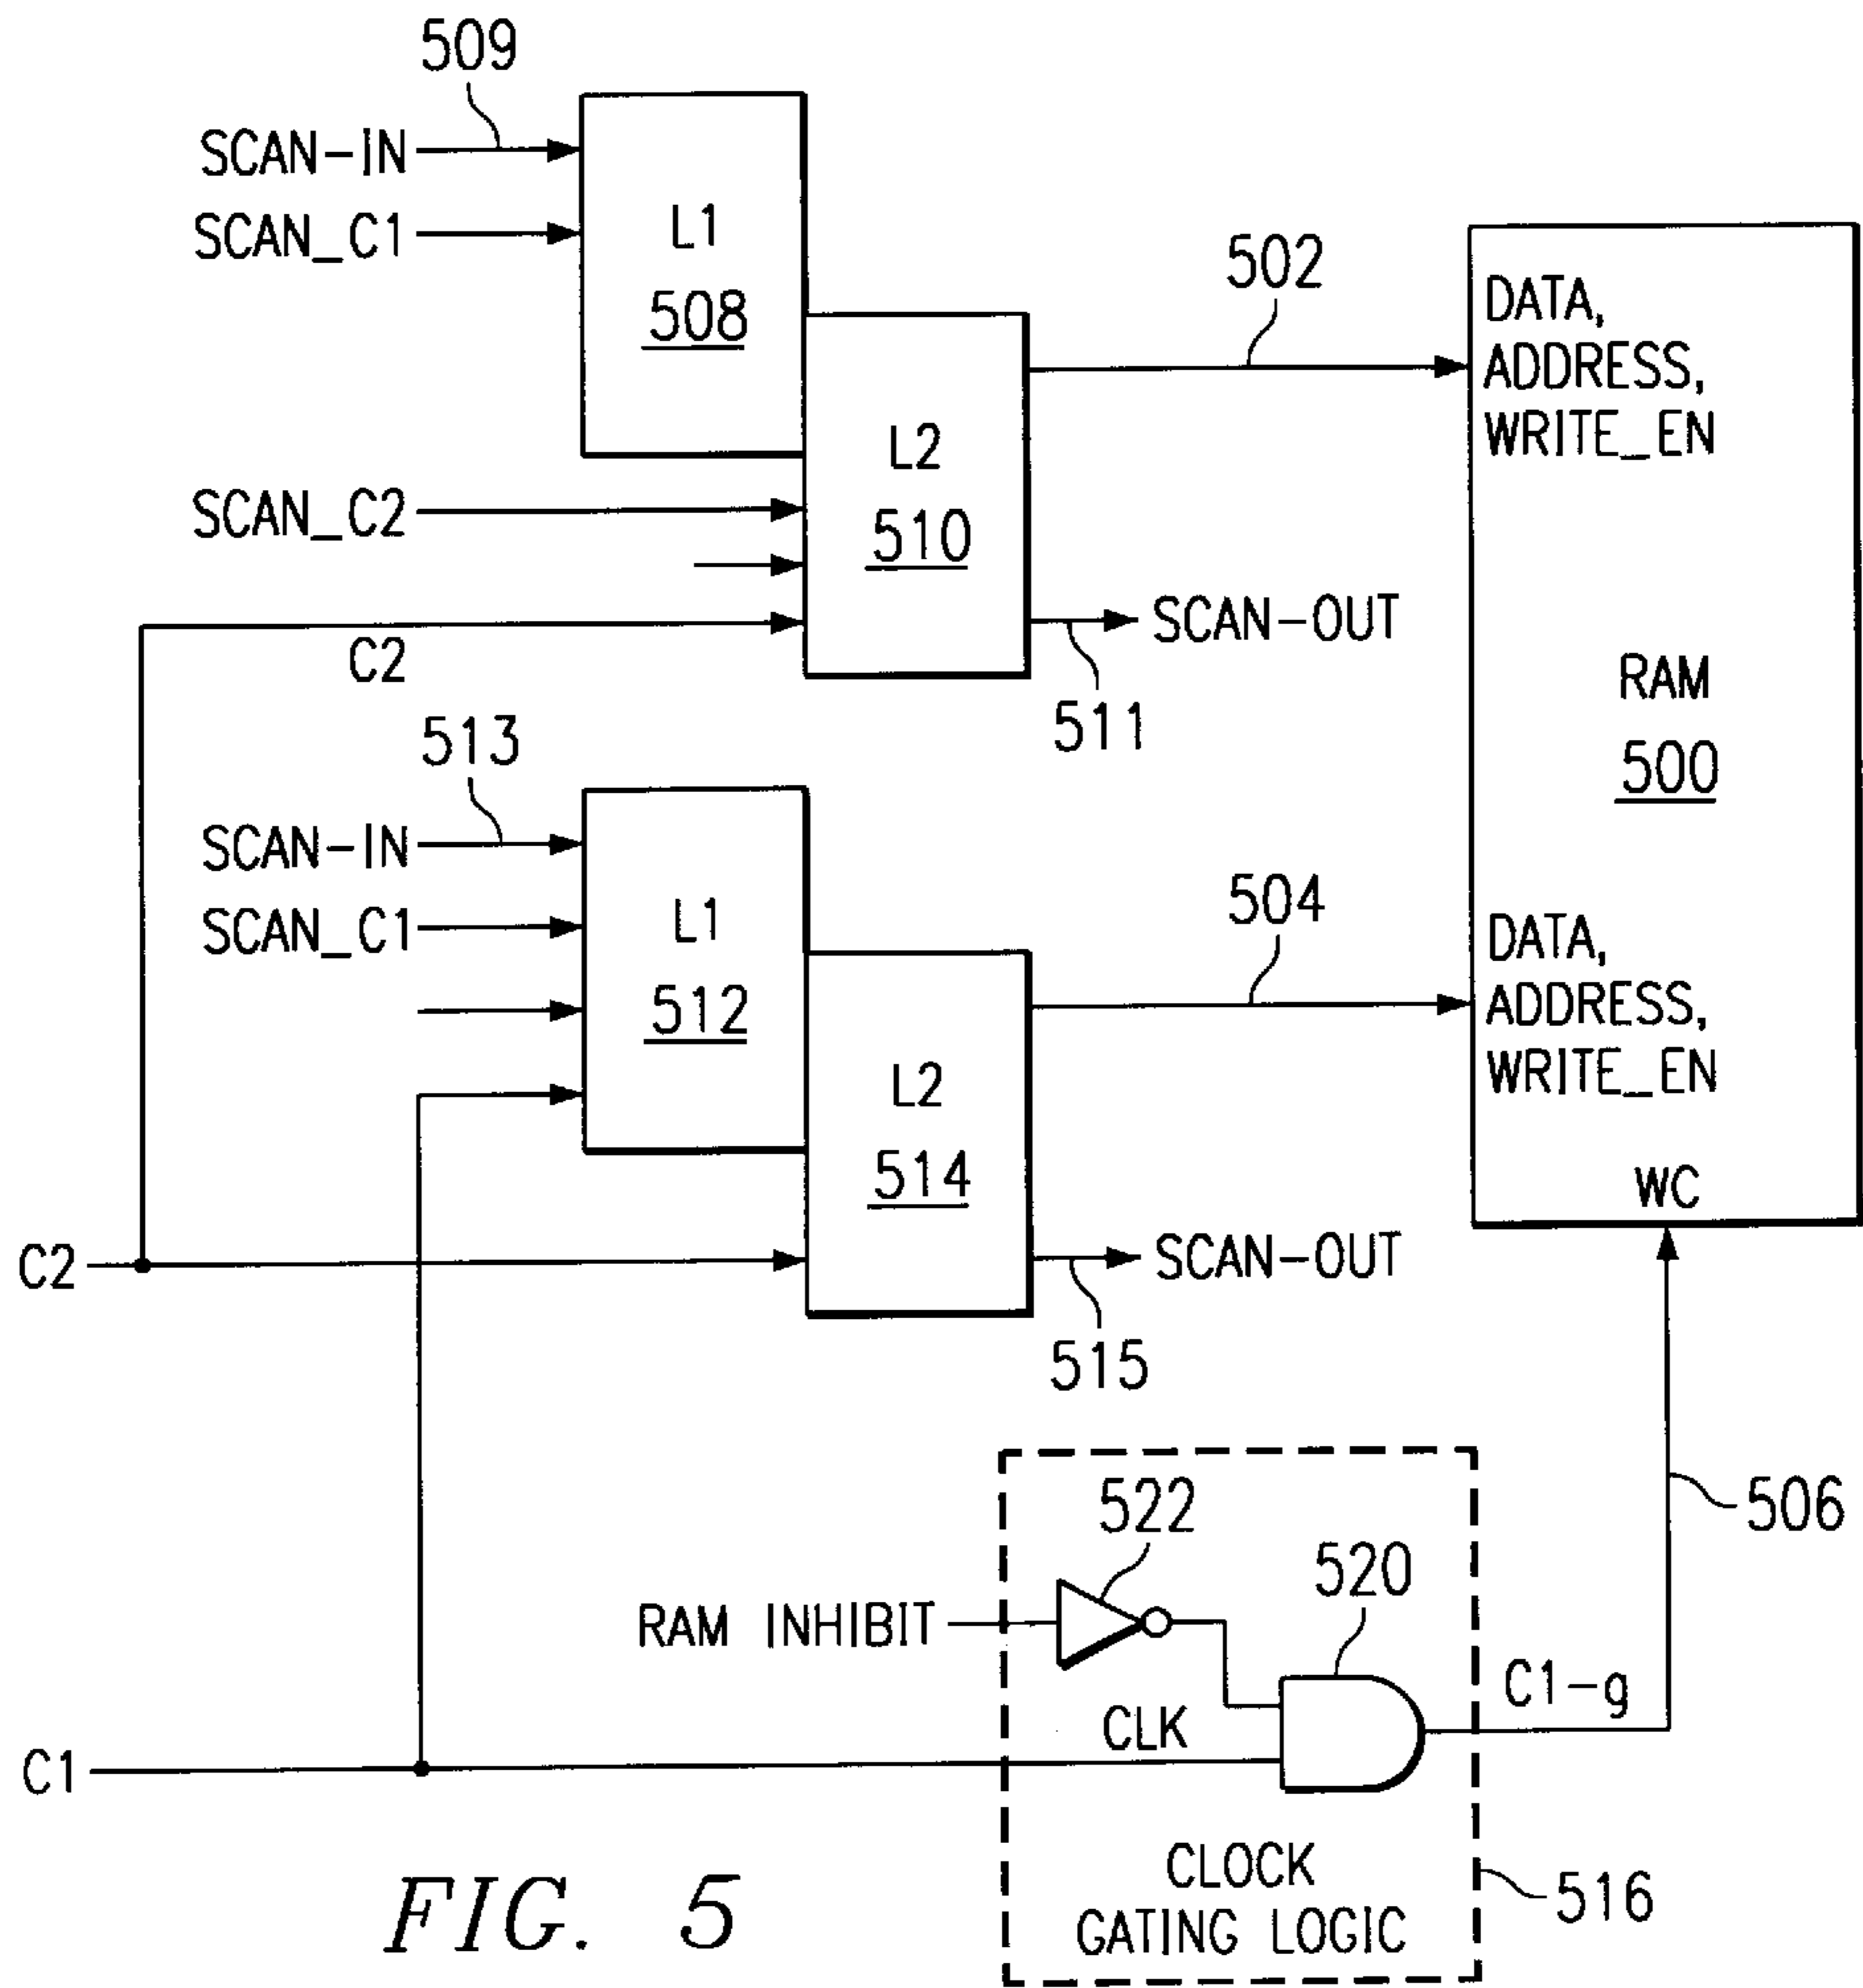 509
SCAN-IN
SCAN_C1
L1
508
502
DATA,
ADDRESS,
WRITE_EN
L2
510
SCAN_C2
C2
SCAN-OUT
511
RAM
500
513
SCAN-IN
SCAN_C1
L1
512
504
DATA,
ADDRESS,
WRITE_EN
L2
514
WC
C2
SCAN-OUT
515
506
522
520
RAM INHIBIT
C1-g
CLK
C1
CLOCK
GATING LOGIC
516
FIG. 5